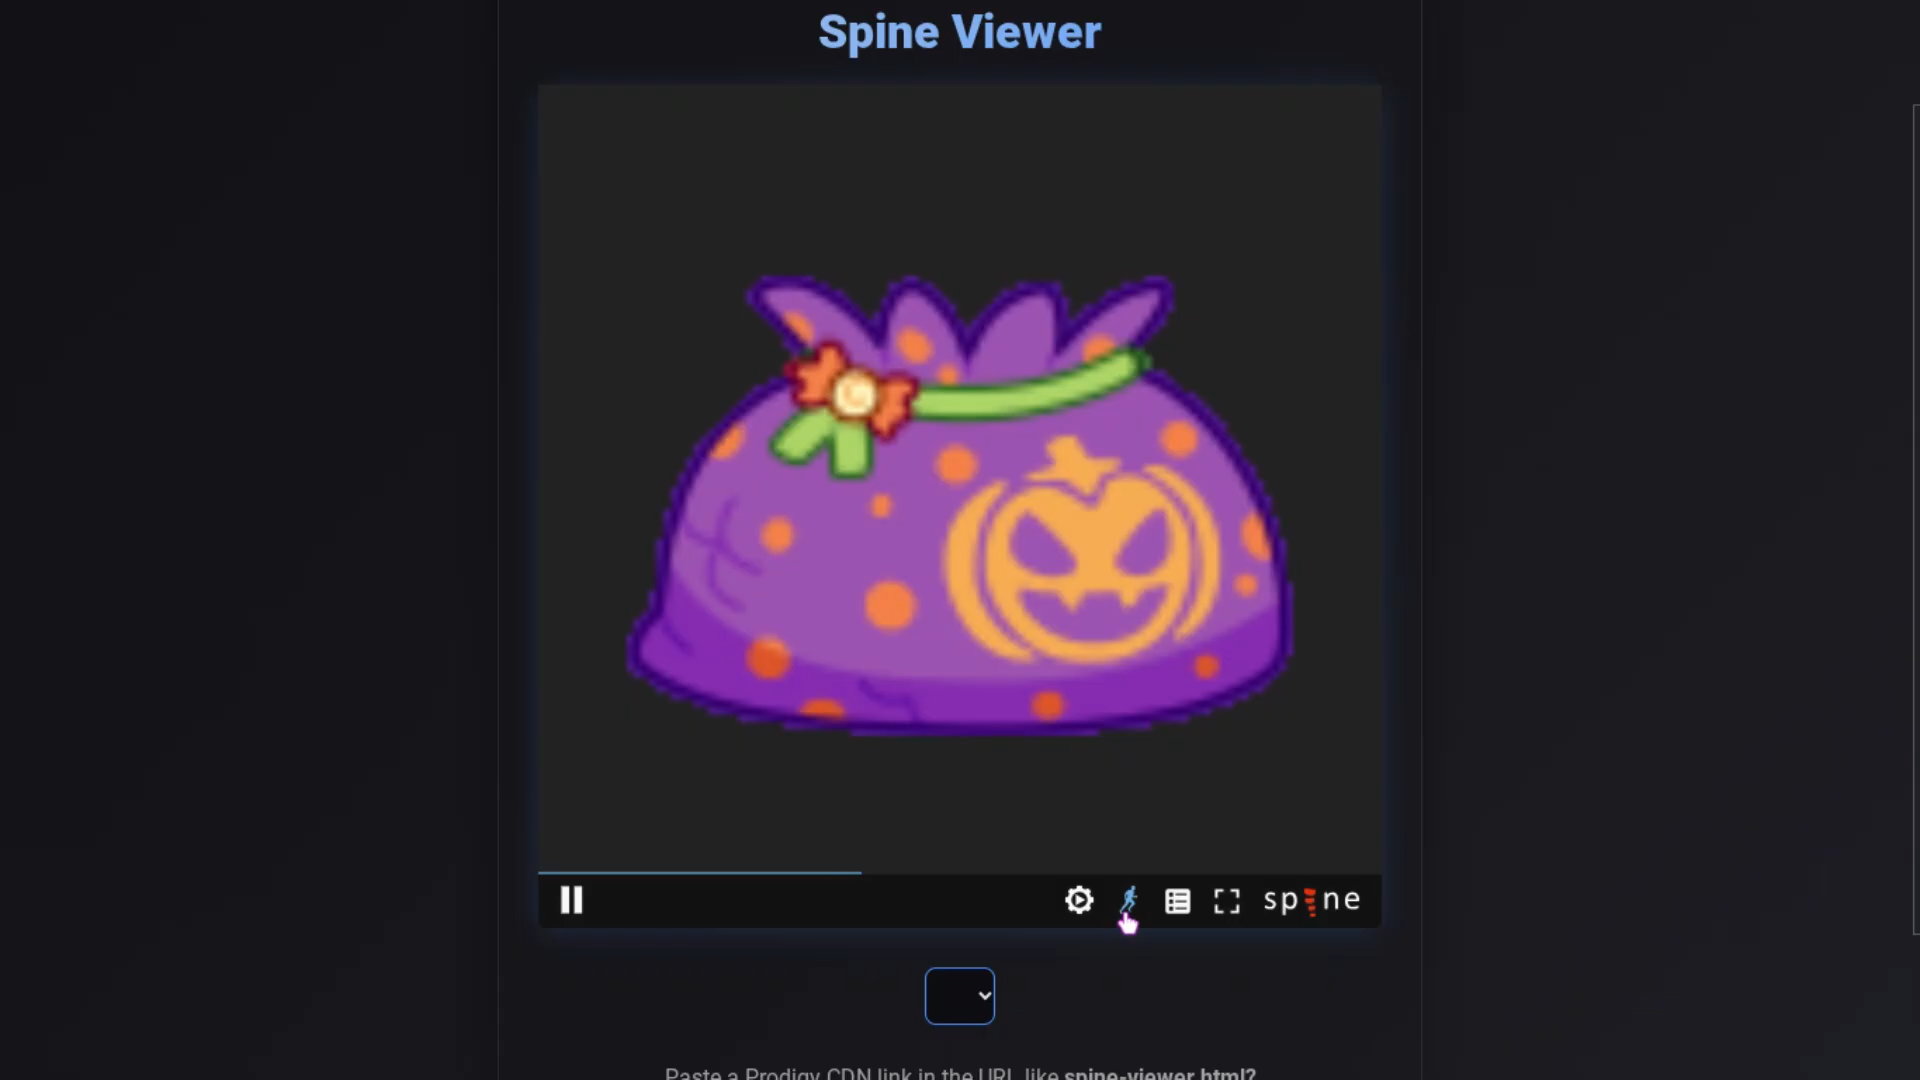 Spine Viewer
spine
Paste a Prodigy CDN link in the URL like spine-viewer.html?